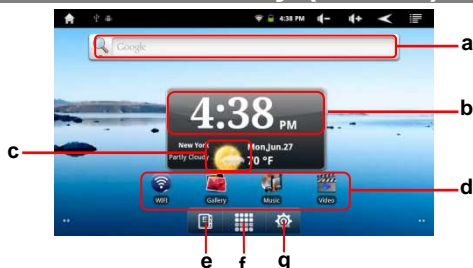 4:38 PM
a
Google
b
4:38 PM
c
New York
Mon,Jun.27
Partly Cloudy
70 °F
d
WIFI
Gallery
Music
Video
e
f
g